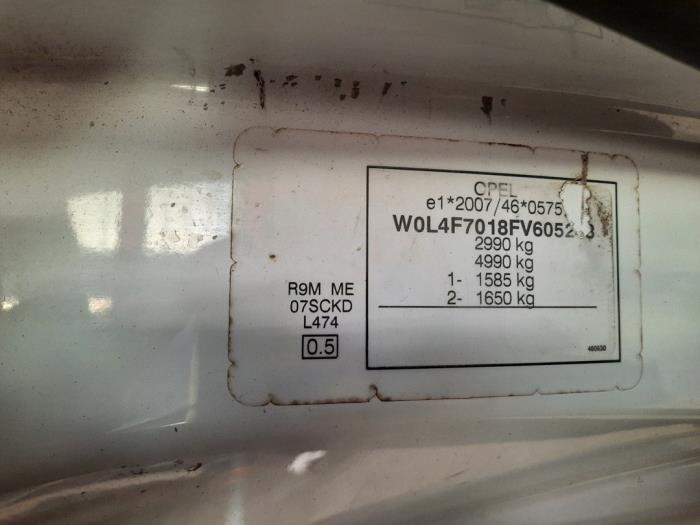 OPEL
e1*2007/46*0575
2990 kg
4990 kg
1- 1585 kg
2- 1650 kg
R9M ME
07SCKD
L474
0.5